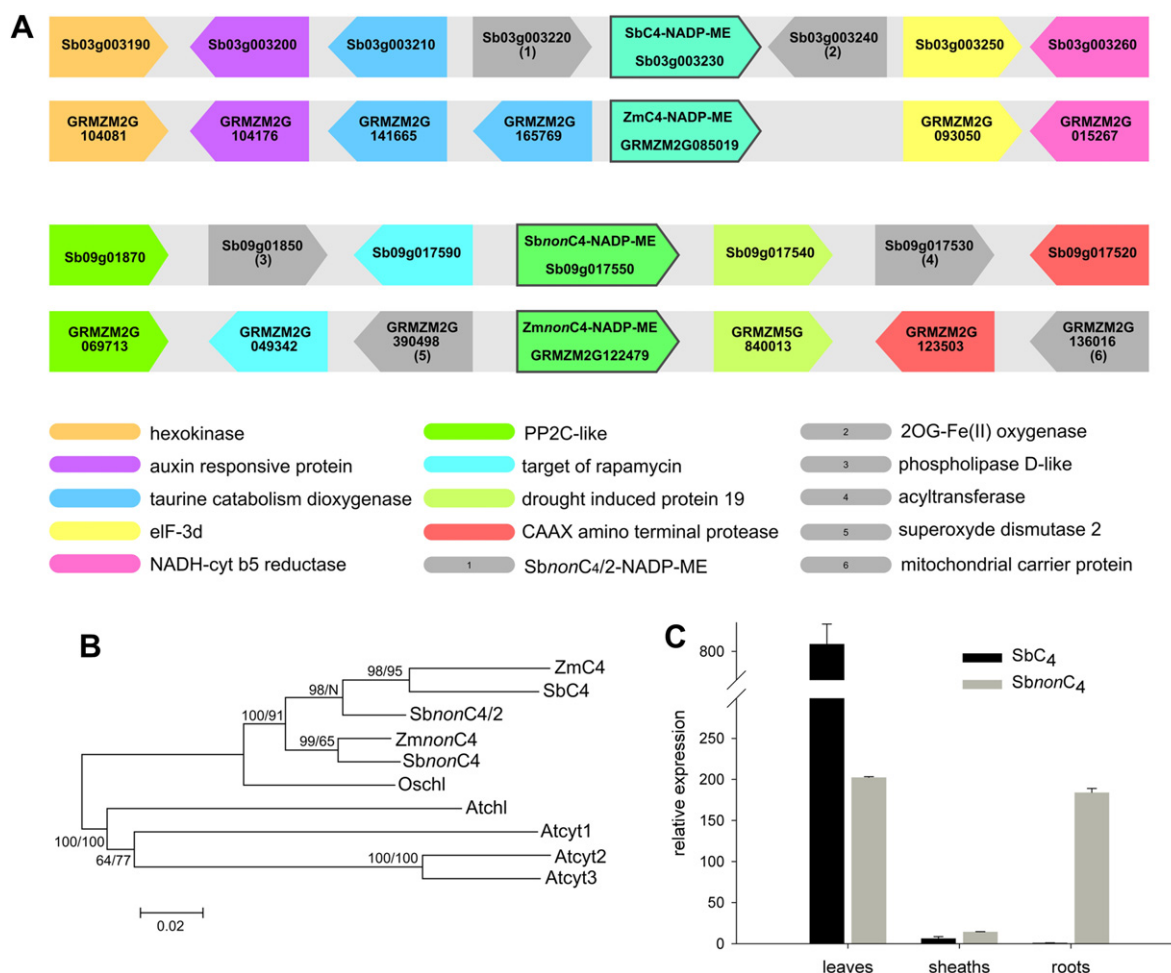 A
Sb03g003190
Sb03g003200
Sb03g003210
Sb03g003220
(1)
SbC4-NADP-ME
Sb03g003230
Sb03g003240
(2)
Sb03g003250
Sb03g003260
GRMZM2G
104081
GRMZM2G
104176
GRMZM2G
141665
GRMZM2G
165769
ZmC4-NADP-ME
GRMZM2G085019
GRMZM2G
093050
GRMZM2G
015267
Sb09g01870
Sb09g01850
(3)
Sb09g017590
SbnonC4-NADP-ME
Sb09g017550
Sb09g017540
Sb09g017530
(4)
Sb09g017520
GRMZM2G
069713
GRMZM2G
049342
GRMZM2G
390498
(5)
ZmnonC4-NADP-ME
GRMZM2G122479
GRMZM5G
840013
GRMZM2G
123503
GRMZM2G
136016
(6)
hexokinase
auxin responsive protein
taurine catabolism dioxygenase
eIF-3d
NADH-cyt b5 reductase
PP2C-like
target of rapamycin
drought induced protein 19
CAAX amino terminal protease
1 SbnonC4/2-NADP-ME
2 2OG-Fe(II) oxygenase
3 phospholipase D-like
4 acyltransferase
5 superoxyde dismutase 2
6 mitochondrial carrier protein
B
98/95
ZmC4
98/N
SbC4
SbnonC4/2
100/91
ZmnonC4
99/65
SbnonC4
Oschl
Atchl
100/100
Atcyt1
64/77
100/100
Atcyt2
Atcyt3
0.02
C
SbC4
SbnonC4
relative expression
800
250
200
150
100
50
0
leaves
sheaths
roots